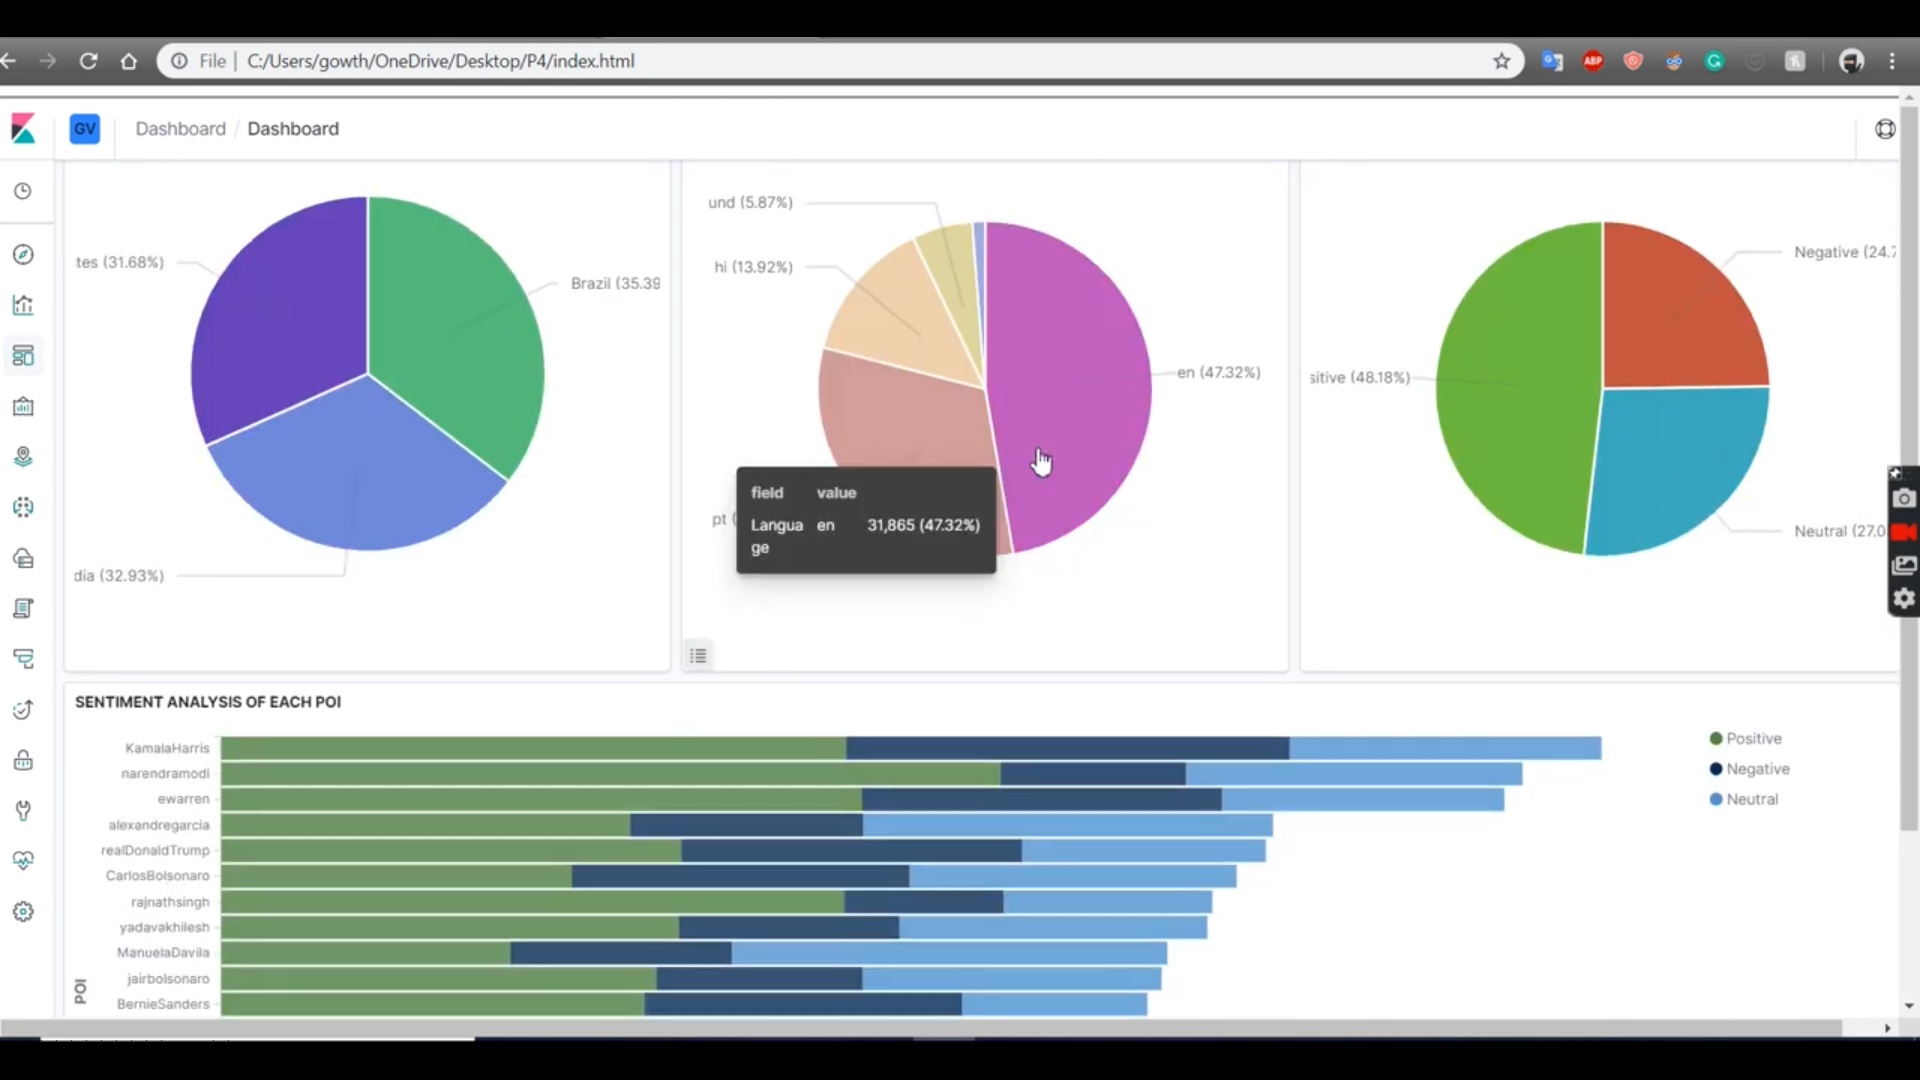 File | C:/Users/gowth/OneDrive/Desktop/P4/index.html
ABP
GV
Dashboard / Dashboard
tes (31.68%)
Brazil (35.39
dia (32.93%)
und (5.87%)
hi (13.92%)
en (47.32%)
pt (
field value
Langua en 31,865 (47.32%)
ge
Negative (24.7
sitive (48.18%)
Neutral (27.0
SENTIMENT ANALYSIS OF EACH POI
KamalaHarris
narendramodi
ewarren
alexandregarcia
realDonaldTrump
CarlosBolsonaro
rajnathsingh
yadavakhilesh
ManuelaDavila
jairbolsonaro
BernieSanders
POI
Positive
Negative
Neutral